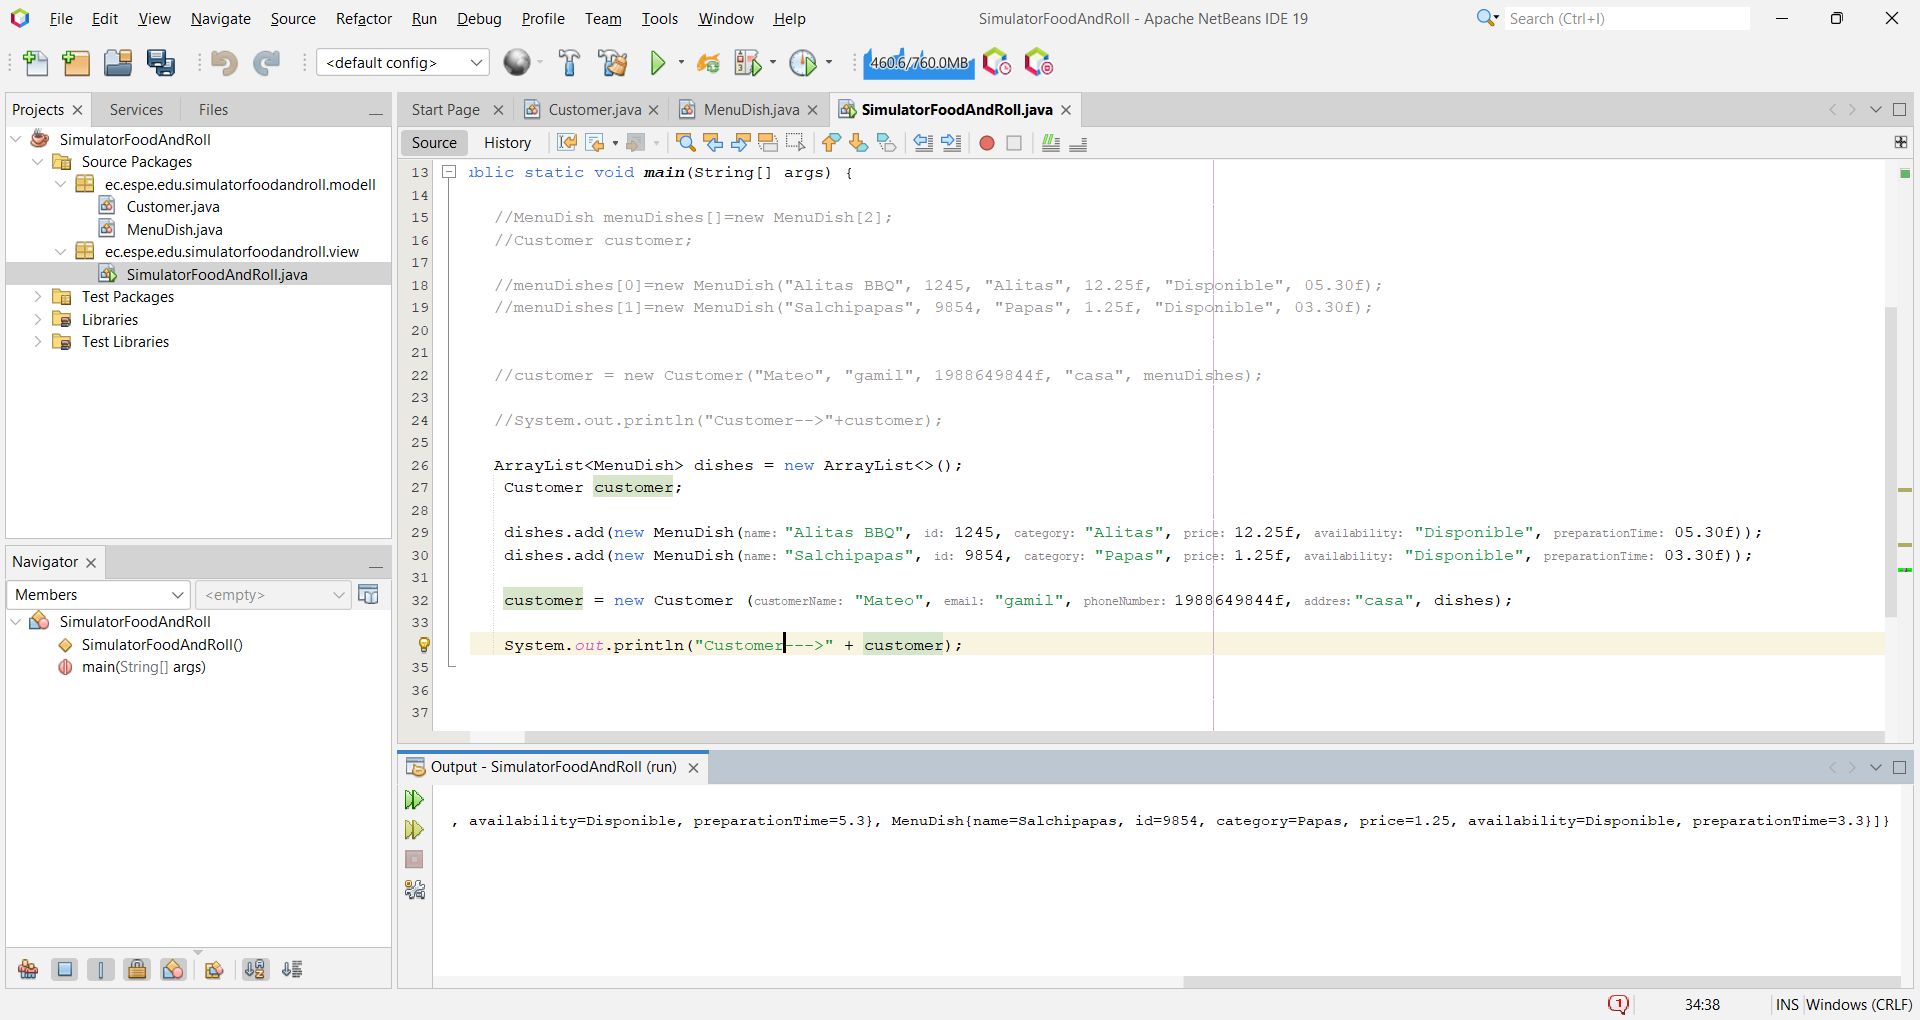 File Edit View Navigate Source Refactor Run Debug Profile Team Tools Window Help
SimulatorFoodAndRoll - Apache NetBeans IDE 19
Search (Ctrl+I)
<default config>
460.6/760.0MB
Projects Services Files
SimulatorFoodAndRoll
Source Packages
ec.espe.edu.simulatorfoodandroll.modell
Customer.java
MenuDish.java
ec.espe.edu.simulatorfoodandroll.view
SimulatorFoodAndRoll.java
Test Packages
Libraries
Test Libraries
Navigator
Members <empty>
SimulatorFoodAndRoll
SimulatorFoodAndRoll()
main(String[] args)
Start Page Customer.java MenuDish.java SimulatorFoodAndRoll.java
Source History
13 ublic static void main(String[] args) {
14
15 //MenuDish menuDishes[]=new MenuDish[2];
16 //Customer customer;
17
18 //menuDishes[0]=new MenuDish("Alitas BBQ", 1245, "Alitas", 12.25f, "Disponible", 05.30f);
19 //menuDishes[1]=new MenuDish("Salchipapas", 9854, "Papas", 1.25f, "Disponible", 03.30f);
20
21
22 //customer = new Customer("Mateo", "gamil", 1988649844f, "casa", menuDishes);
23
24 //System.out.println("Customer-->"+customer);
25
26 ArrayList<MenuDish> dishes = new ArrayList<>();
27 Customer customer;
28
29 dishes.add(new MenuDish(name: "Alitas BBQ", id: 1245, category: "Alitas", price: 12.25f, availability: "Disponible", preparationTime: 05.30f));
30 dishes.add(new MenuDish(name: "Salchipapas", id: 9854, category: "Papas", price: 1.25f, availability: "Disponible", preparationTime: 03.30f));
31
32 customer = new Customer (customerName: "Mateo", email: "gamil", phoneNumber: 1988649844f, addres: "casa", dishes);
33
System.out.println("Customer--->" + customer);
35
36
37
Output - SimulatorFoodAndRoll (run)
, availability=Disponible, preparationTime=5.3}, MenuDish{name=Salchipapas, id=9854, category=Papas, price=1.25, availability=Disponible, preparationTime=3.3}]}
1 34:38 INS Windows (CRLF)